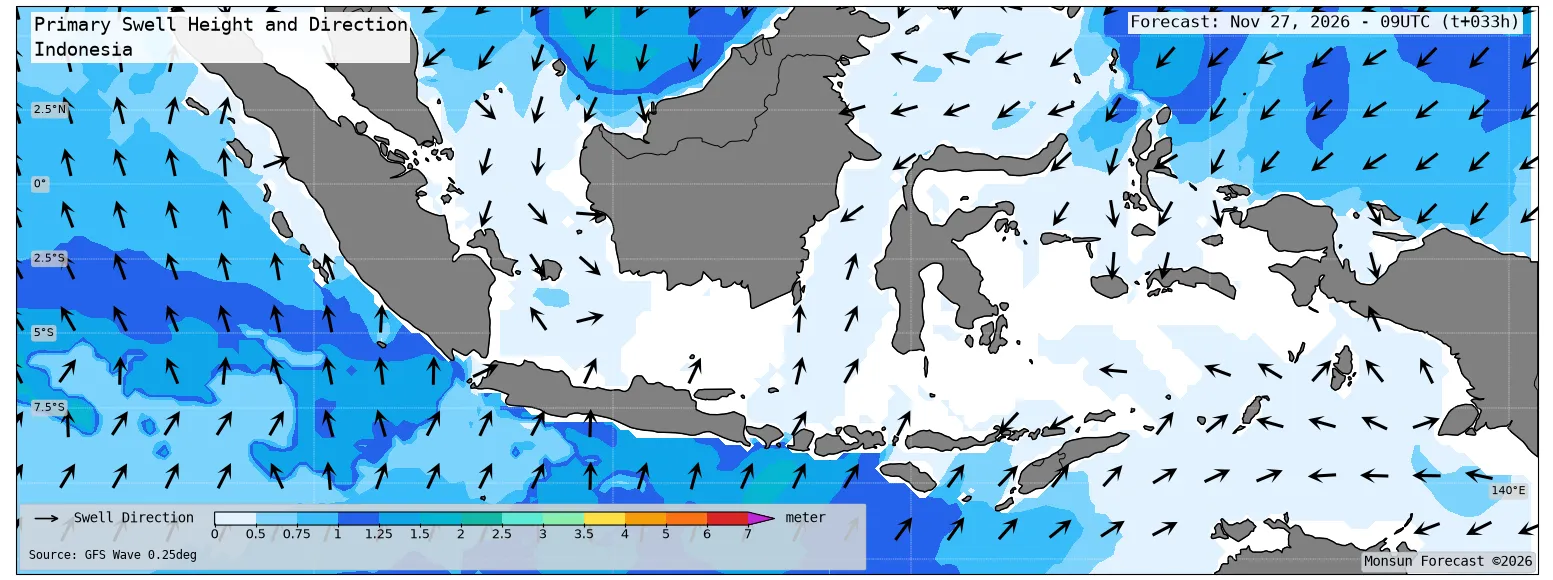 Primary Swell Height and Direction
Indonesia
Forecast: Nov 27, 2026 - 09UTC (t+033h)
2.5°N
0°
2.5°S
5°S
7.5°S
140°E
Swell Direction
0 0.5 0.75 1 1.25 1.5 2 2.5 3 3.5 4 5 6 7
meter
Source: GFS Wave 0.25deg
Monsun Forecast ©2026